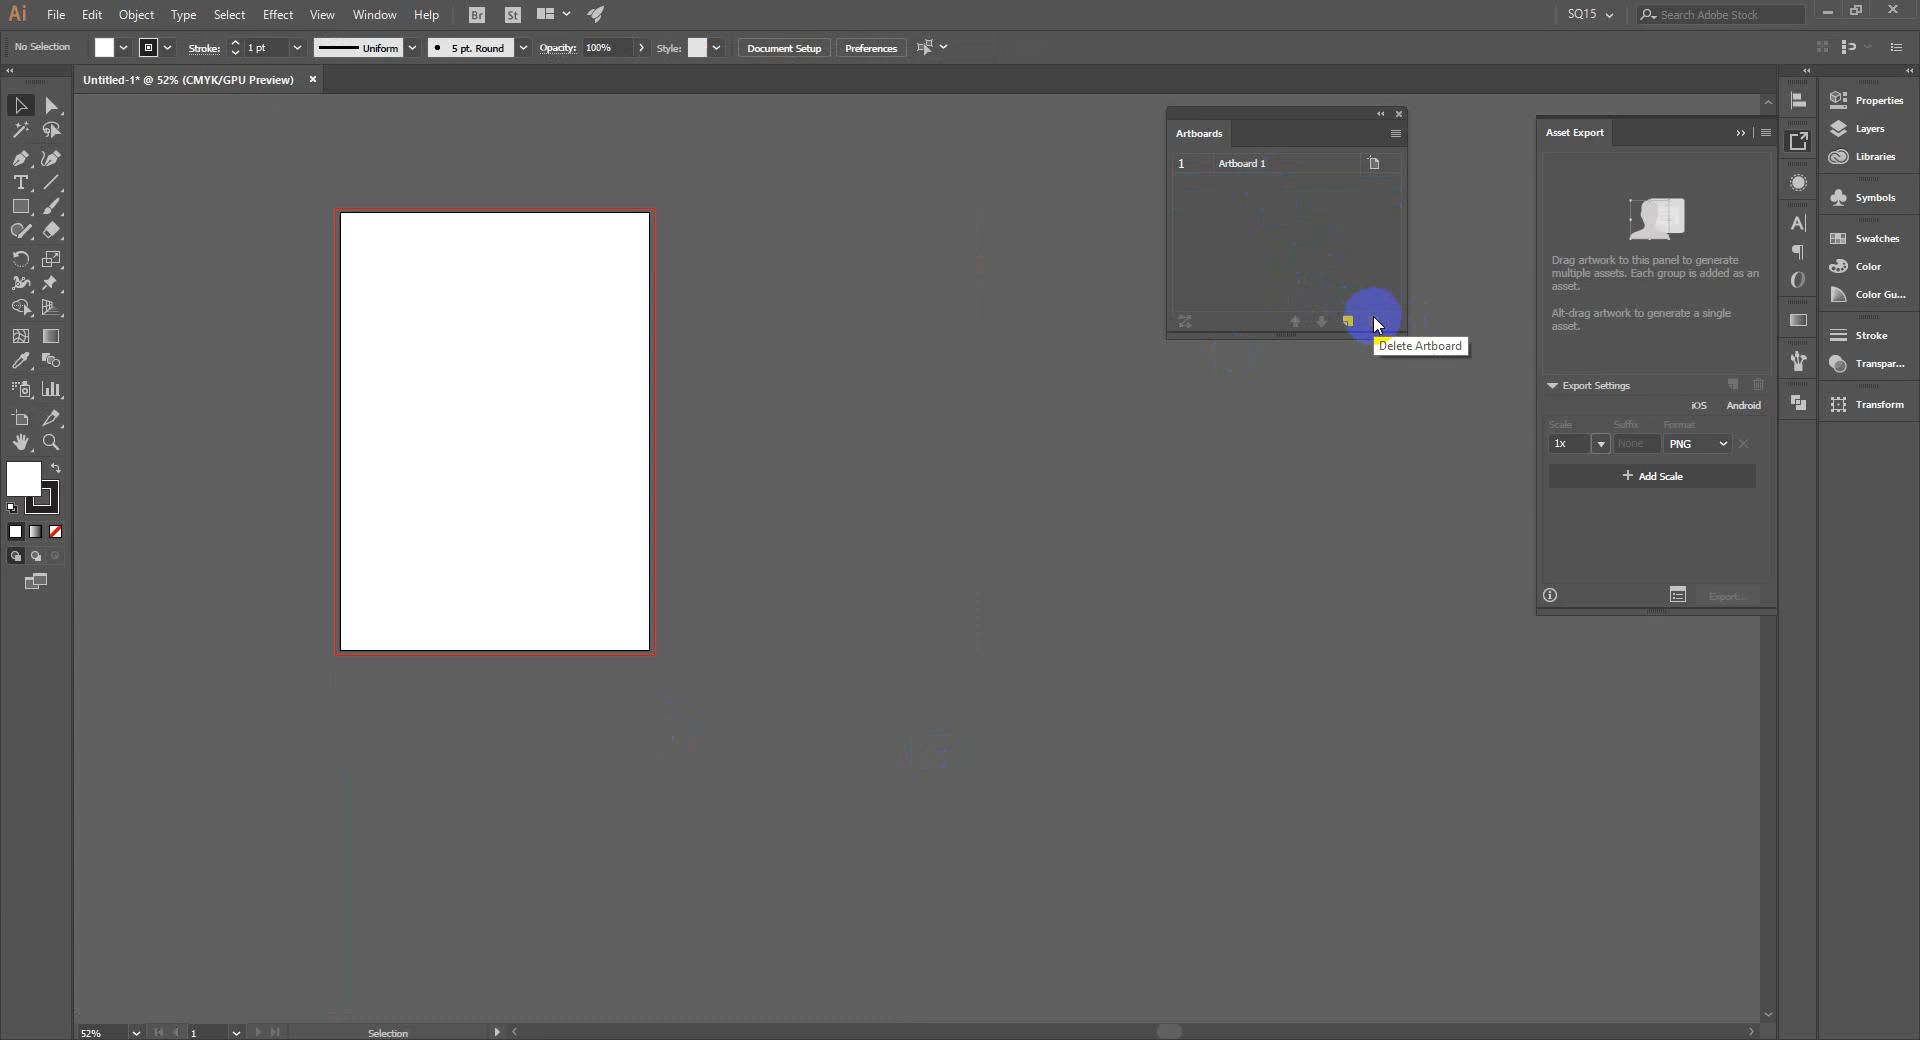 Ai File Edit Object Type Select Effect View Window Help Br St SQ15 Search Adobe Stock
No Selection Stroke: 1 pt Uniform 5 pt. Round Opacity: 100% Style: Document Setup Preferences
Untitled-1* @ 52% (CMYK/GPU Preview)
Artboards
1 Artboard 1
Delete Artboard
Asset Export
Drag artwork to this panel to generate
multiple assets. Each group is added as an
asset.
Alt-drag artwork to generate a single
asset.
Export Settings
iOS Android
Scale Suffix Format
1x None PNG
+ Add Scale
Export...
Properties
Layers
Libraries
Symbols
Swatches
Color
Color Gu...
Stroke
Transpar...
Transform
52% 1 Selection